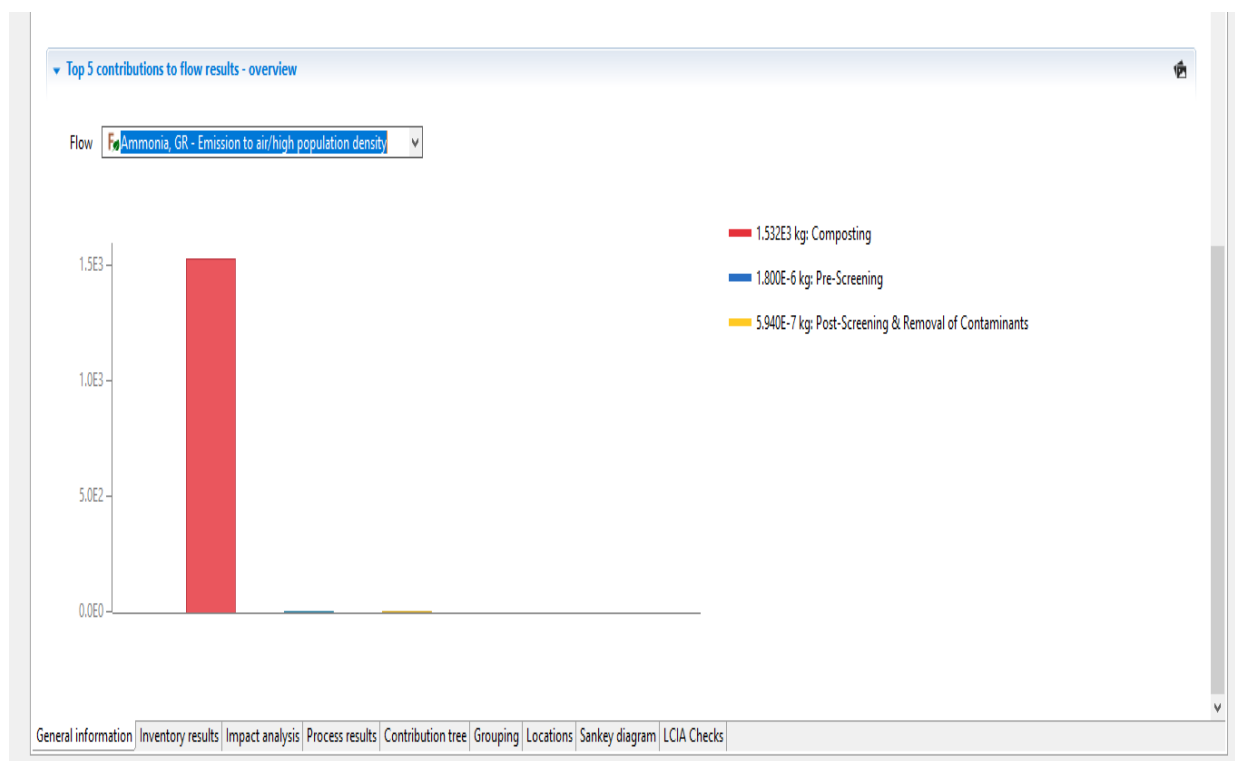 Top 5 contributions to flow results - overview
Flow Ammonia, GR - Emission to air/high population density
1.532E3 kg: Composting
1.800E-6 kg: Pre-Screening
5.940E-7 kg: Post-Screening & Removal of Contaminants
1.5E3
1.0E3
5.0E2
0.0E0
General information Inventory results Impact analysis Process results Contribution tree Grouping Locations Sankey diagram LCIA Checks